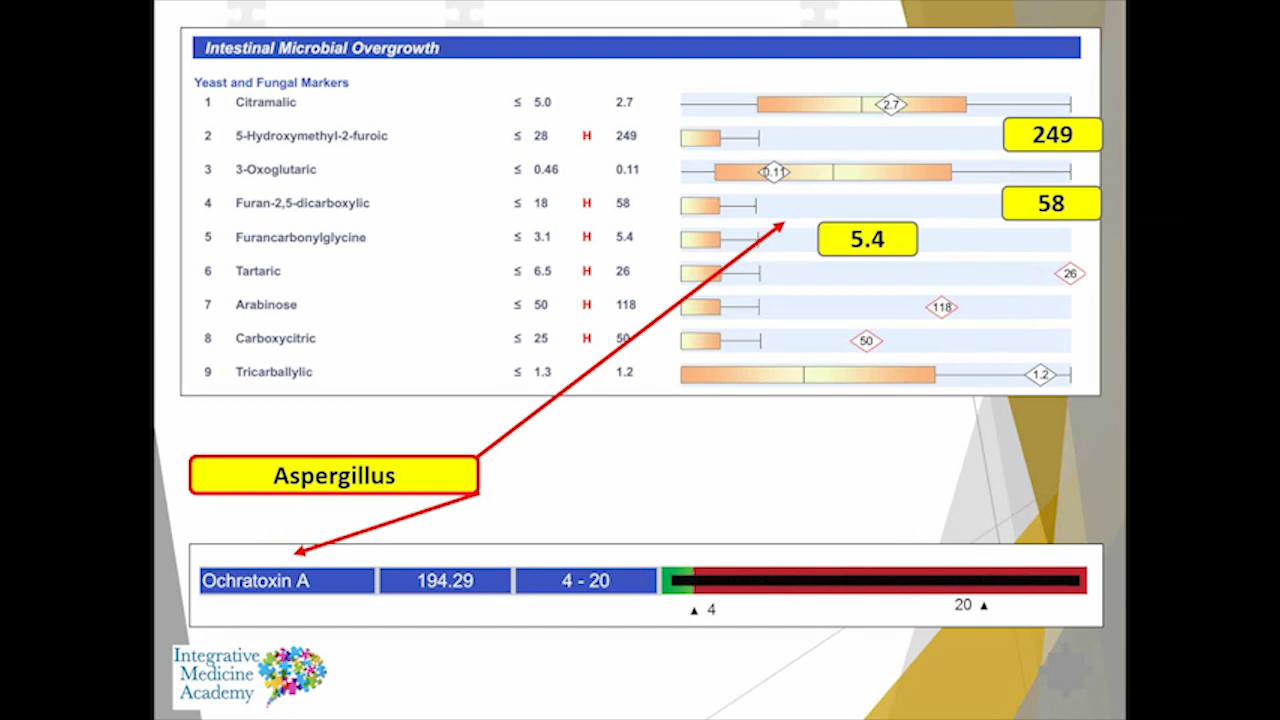 Intestinal Microbial Overgrowth
Yeast and Fungal Markers
1 Citramalic ≤ 5.0 2.7 2.7
2 5-Hydroxymethyl-2-furoic ≤ 28 H 249 249
3 3-Oxoglutaric ≤ 0.46 0.11 0.11
4 Furan-2,5-dicarboxylic ≤ 18 H 58 58
5 Furancarbonylglycine ≤ 3.1 H 5.4 5.4
6 Tartaric ≤ 6.5 H 26 26
7 Arabinose ≤ 50 H 118 118
8 Carboxycitric ≤ 25 H 50 50
9 Tricarballylic ≤ 1.3 1.2 1.2
Aspergillus
Ochratoxin A 194.29 4 - 20
▲ 4 20 ▲
Integrative
Medicine
Academy